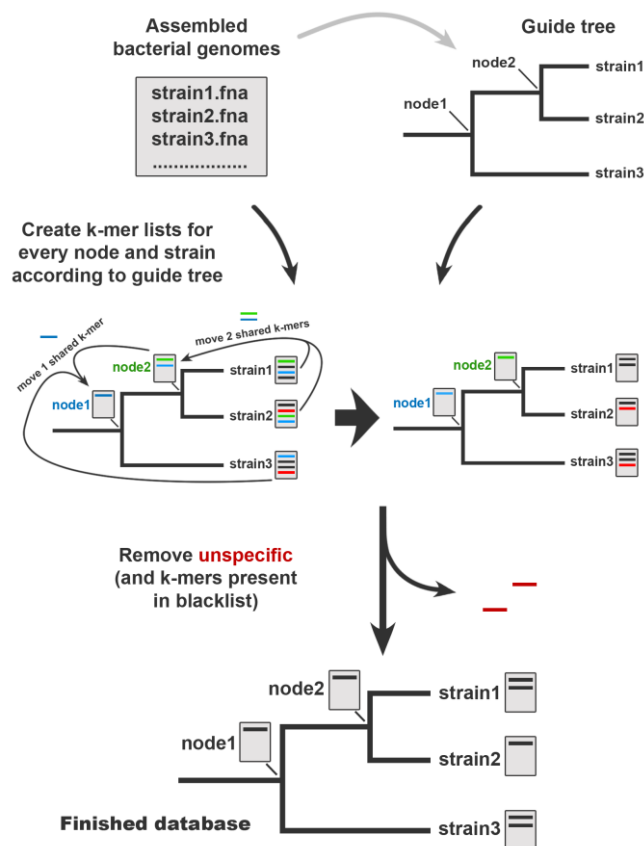 Assembled
bacterial genomes
Guide tree
strain1.fna
strain2.fna
strain3.fna
..................
node2
strain1
node1
strain2
strain3
Create k-mer lists for
every node and strain
according to guide tree
move 1 shared k-mer
move 2 shared k-mers
node2
strain1
node1
strain2
strain3
node2
strain1
node1
strain2
strain3
Remove unspecific
(and k-mers present
in blacklist)
node2
strain1
node1
strain2
Finished database
strain3